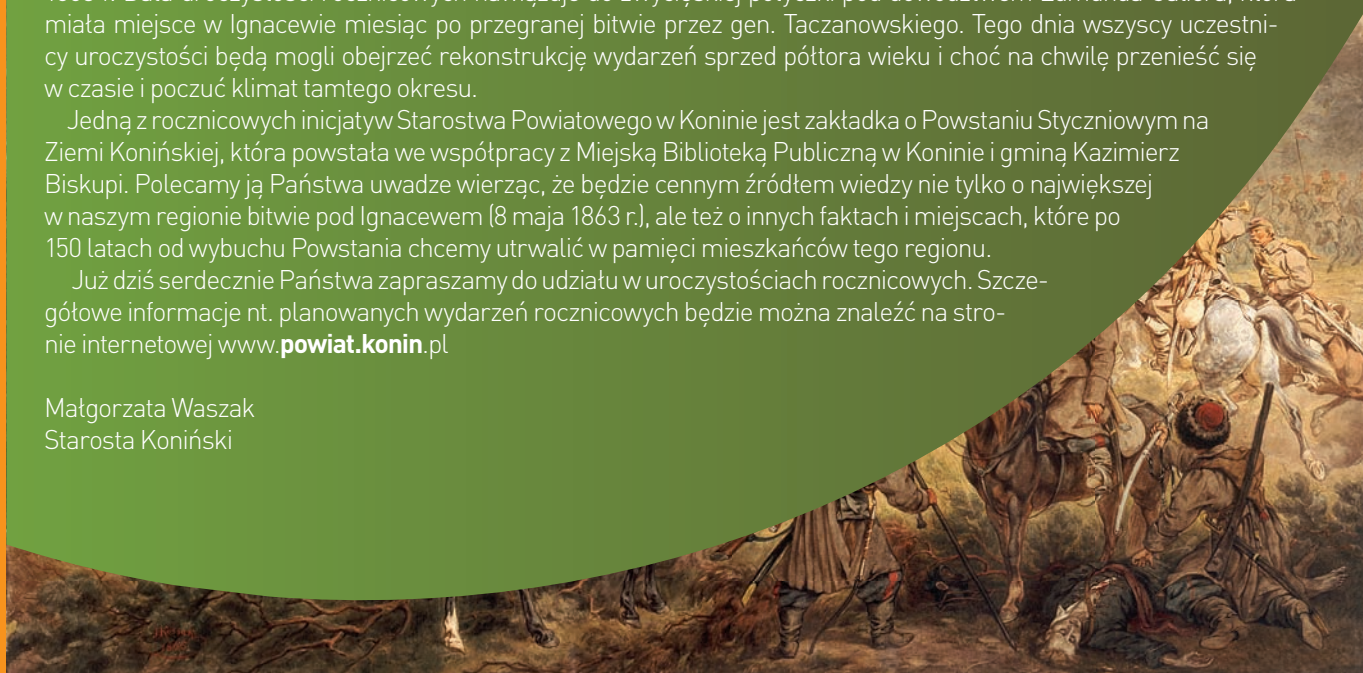 miała miejsce w Ignacewie miesiąc po przegranej bitwie przez gen. Taczanowskiego. Tego dnia wszyscy uczestni-
cy uroczystości będą mogli obejrzeć rekonstrukcję wydarzeń sprzed półtora wieku i choć na chwilę przenieść się
w czasie i poczuć klimat tamtego okresu.
Jedną z rocznicowych inicjatyw Starostwa Powiatowego w Koninie jest zakładka o Powstaniu Styczniowym na
Ziemi Konińskiej, która powstała we współpracy z Miejską Biblioteką Publiczną w Koninie i gminą Kazimierz
Biskupi. Polecamy ją Państwa uwadze wierząc, że będzie cennym źródłem wiedzy nie tylko o największej
w naszym regionie bitwie pod Ignacewem (8 maja 1863 r.), ale też o innych faktach i miejscach, które po
150 latach od wybuchu Powstania chcemy utrwalić w pamięci mieszkańców tego regionu.
Już dziś serdecznie Państwa zapraszamy do udziału w uroczystościach rocznicowych. Szcze-
gółowe informacje nt. planowanych wydarzeń rocznicowych będzie można znaleźć na stro-
nie internetowej www.powiat.konin.pl
Małgorzata Waszak
Starosta Koniński